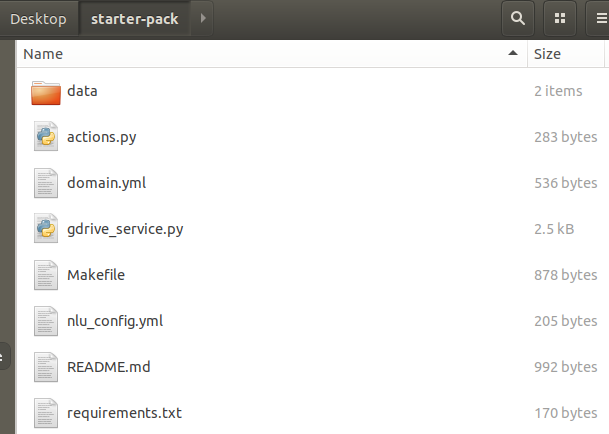 Desktop starter-pack
Name Size
data 2 items
actions.py 283 bytes
domain.yml 536 bytes
gdrive_service.py 2.5 kB
Makefile 878 bytes
nlu_config.yml 205 bytes
README.md 992 bytes
requirements.txt 170 bytes